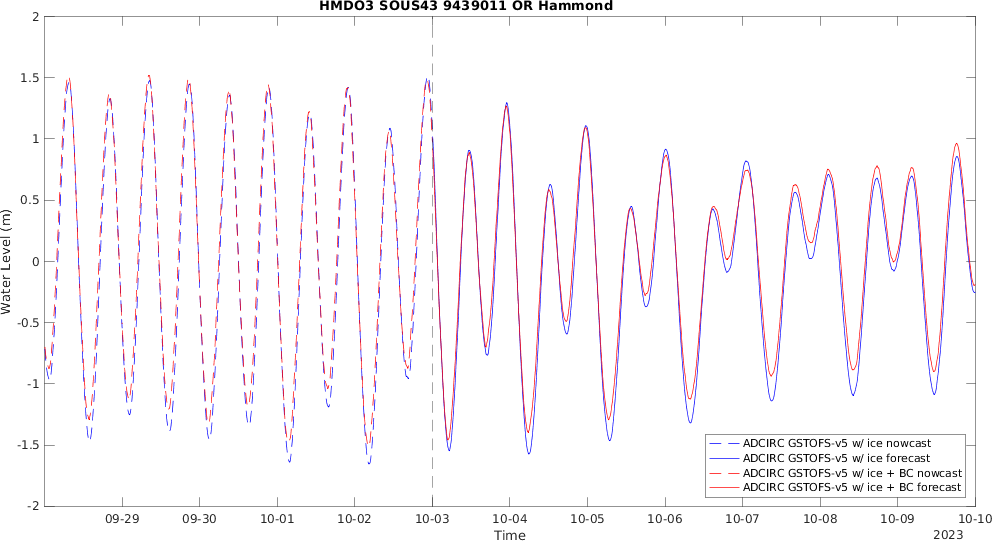 HMDO3 SOUS43 9439011 OR Hammond
2
1.5
1
0.5
0
-0.5
-1
-1.5
-2
Water Level (m)
09-29 09-30 10-01 10-02 10-03 10-04 10-05 10-06 10-07 10-08 10-09 10-10
Time
2023
ADCIRC GSTOFS-v5 w/ ice nowcast
ADCIRC GSTOFS-v5 w/ ice forecast
ADCIRC GSTOFS-v5 w/ ice + BC nowcast
ADCIRC GSTOFS-v5 w/ ice + BC forecast